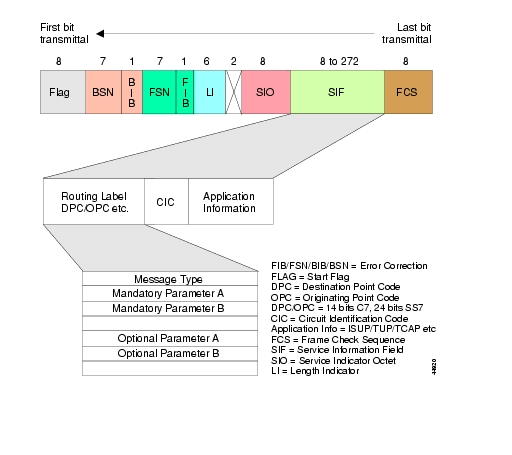 First bit
transmittal
Last bit
transmittal
8 7 1 7 1 6 2 8 8 to 272 8
Flag BSN BIB FSN FIB LI SIO SIF FCS
Routing Label
DPC/OPC etc.
CIC
Application
Information
Message Type
Mandatory Parameter A
Mandatory Parameter B
Optional Parameter A
Optional Parameter B
FIB/FSN/BIB/BSN = Error Correction
FLAG = Start Flag
DPC = Destination Point Code
OPC = Originating Point Code
DPC/OPC = 14 bits C7, 24 bits SS7
CIC = Circuit Identification Code
Application Info = ISUP/TUP/TCAP etc
FCS = Frame Check Sequence
SIF = Service Information Field
SIO = Service Indicator Octet
LI = Length Indicator